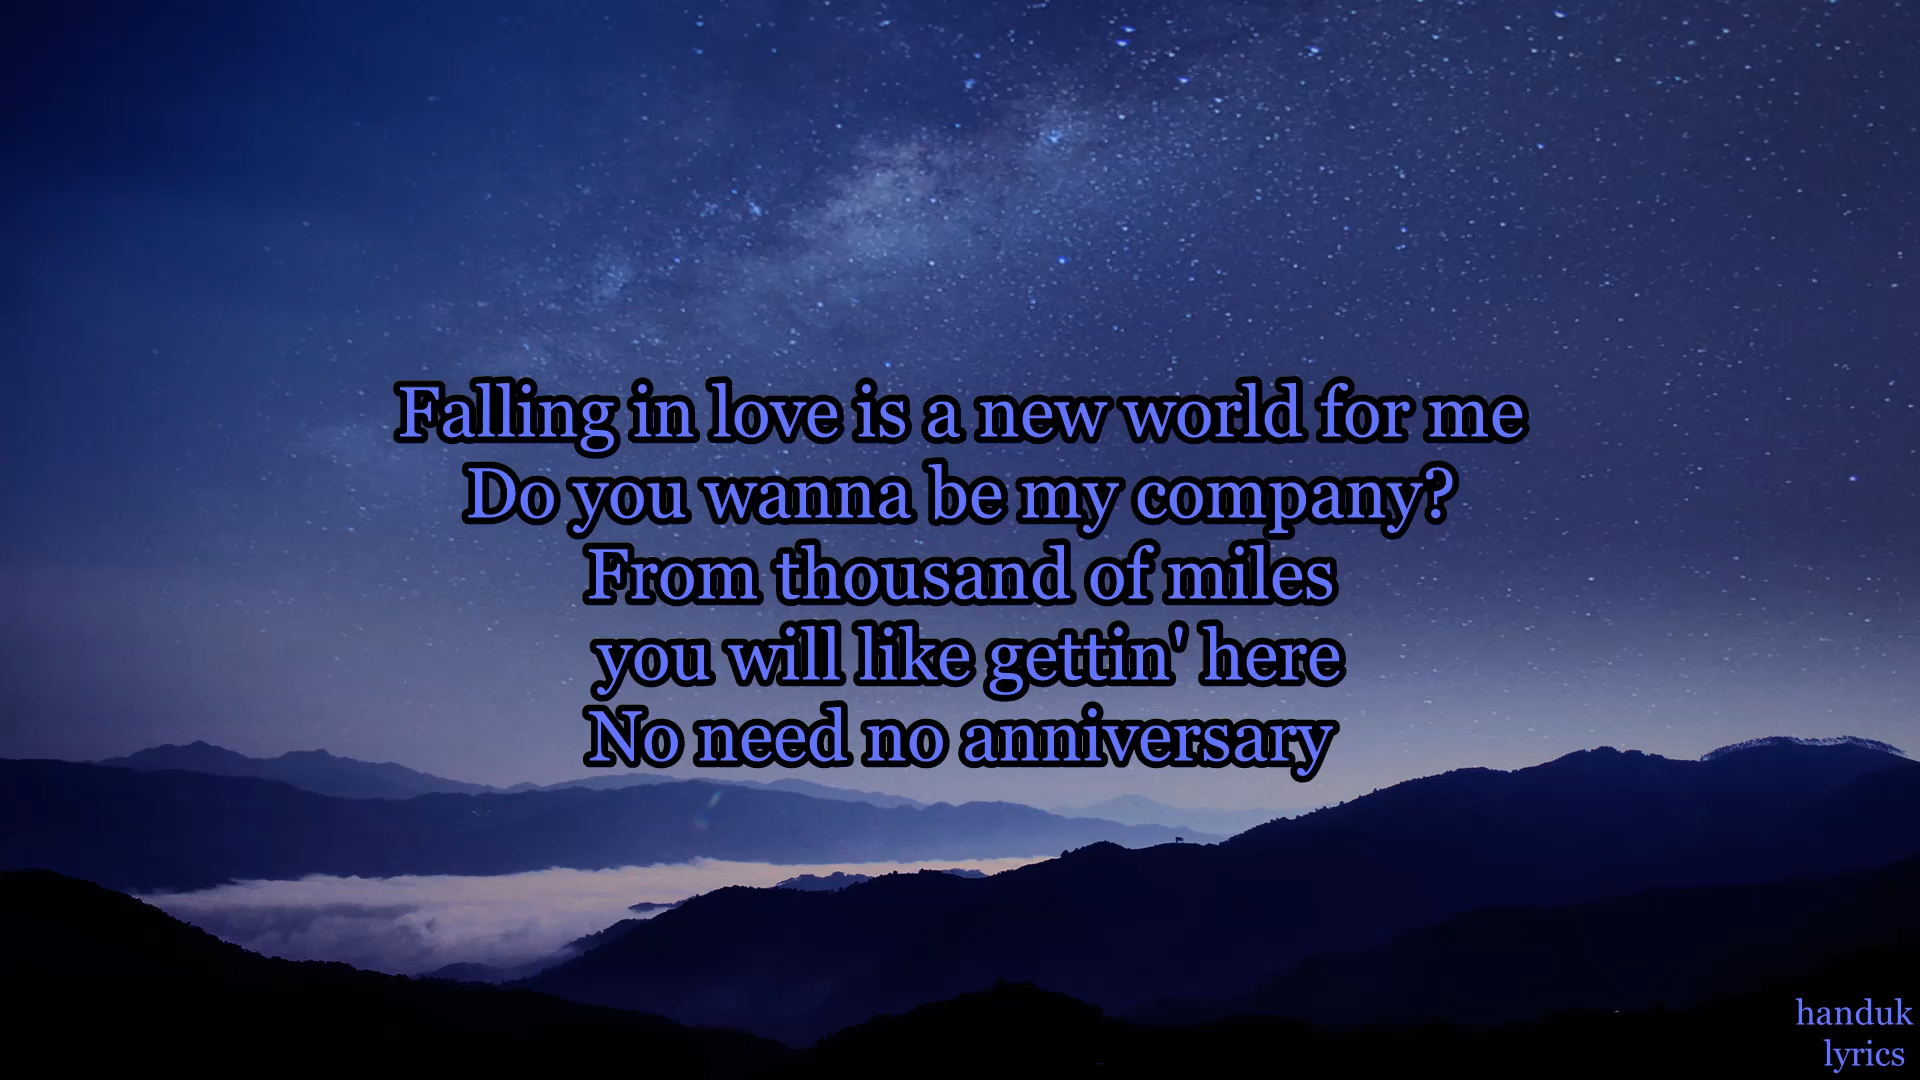 Falling in love is a new world for me
Do you wanna be my company?
From thousand of miles
you will like gettin' here
No need no anniversary
handuk
lyrics